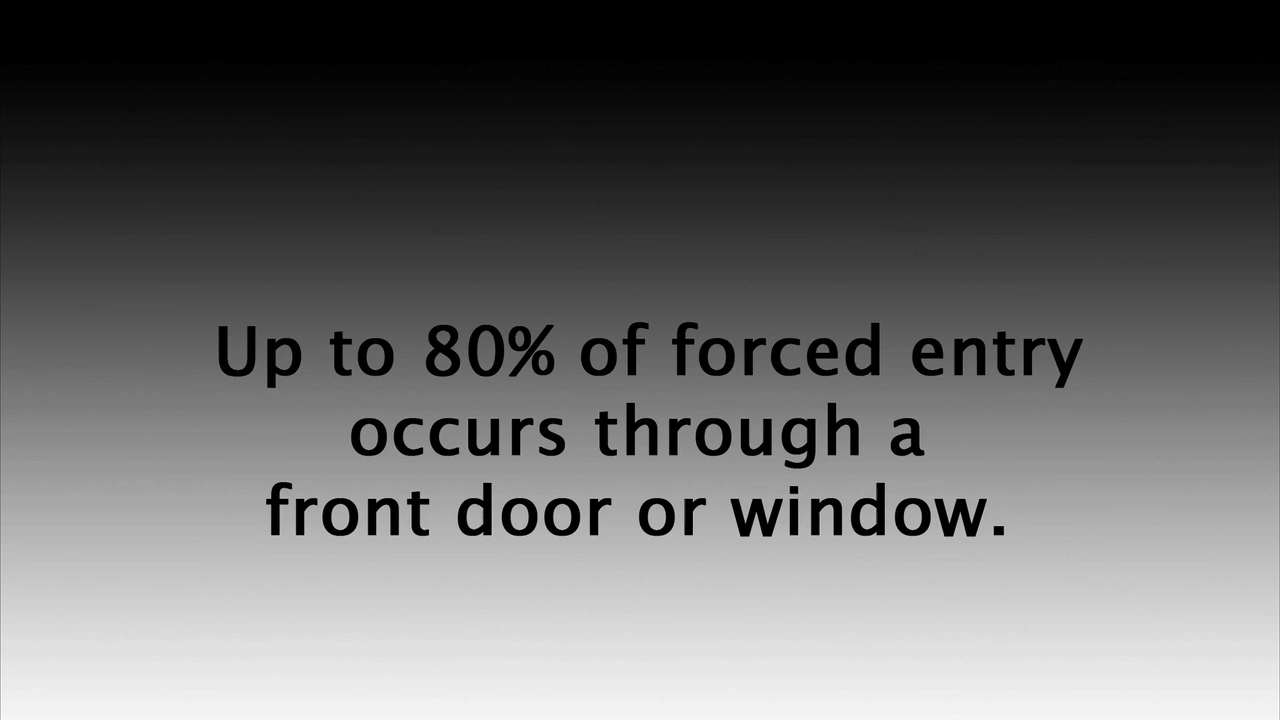 Up to 80% of forced entry
occurs through a
front door or window.